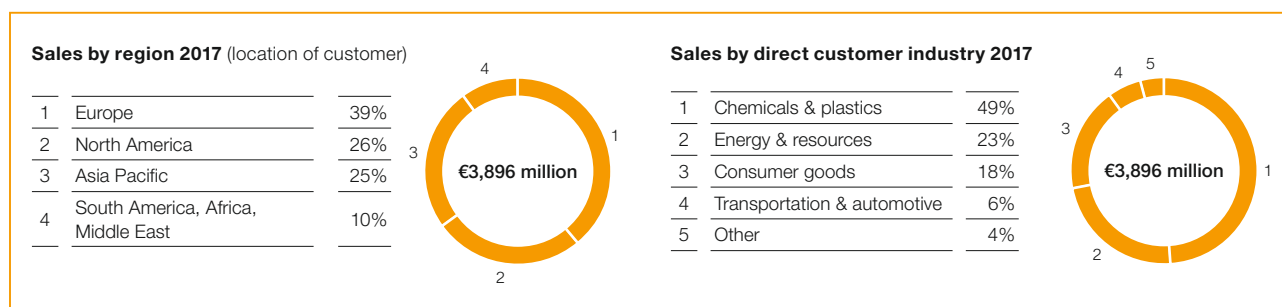 Sales by region 2017 (location of customer)
1 Europe 39%
2 North America 26%
3 Asia Pacific 25%
4 South America, Africa,
Middle East 10%
4
1
3
€3,896 million
2
Sales by direct customer industry 2017
1 Chemicals & plastics 49%
2 Energy & resources 23%
3 Consumer goods 18%
4 Transportation & automotive 6%
5 Other 4%
5
4
3
€3,896 million
1
2